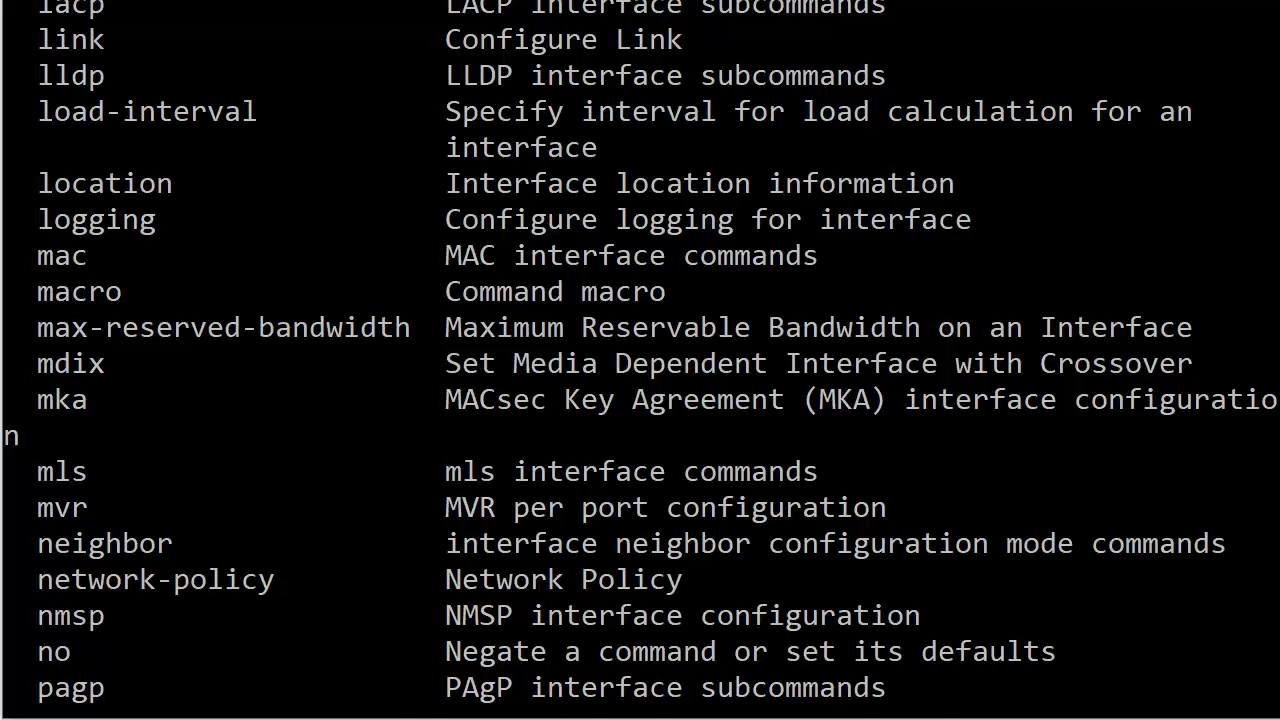 lacp LACP interface subcommands
link Configure Link
lldp LLDP interface subcommands
load-interval Specify interval for load calculation for an
interface
location Interface location information
logging Configure logging for interface
mac MAC interface commands
macro Command macro
max-reserved-bandwidth Maximum Reservable Bandwidth on an Interface
mdix Set Media Dependent Interface with Crossover
mka MACsec Key Agreement (MKA) interface configuratio
n
mls mls interface commands
mvr MVR per port configuration
neighbor interface neighbor configuration mode commands
network-policy Network Policy
nmsp NMSP interface configuration
no Negate a command or set its defaults
pagp PAgP interface subcommands